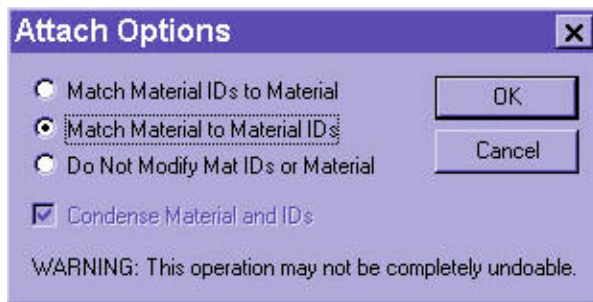 Attach Options
Match Material IDs to Material
OK
Match Material to Material IDs
Cancel
Do Not Modify Mat IDs or Material
Condense Material and IDs
WARNING: This operation may not be completely undoable.